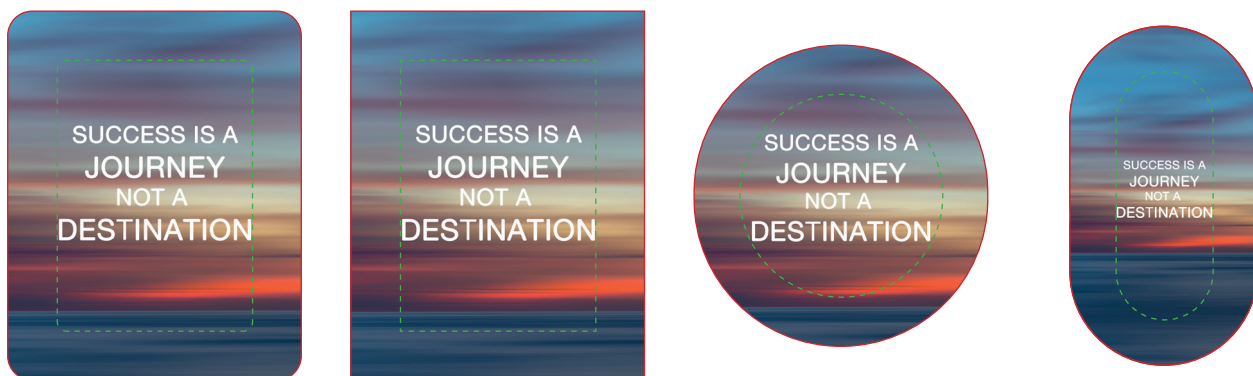 SUCCESS IS A
JOURNEY
NOT A
DESTINATION
SUCCESS IS A
JOURNEY
NOT A
DESTINATION
SUCCESS IS A
JOURNEY
NOT A
DESTINATION
SUCCESS IS A
JOURNEY
NOT A
DESTINATION